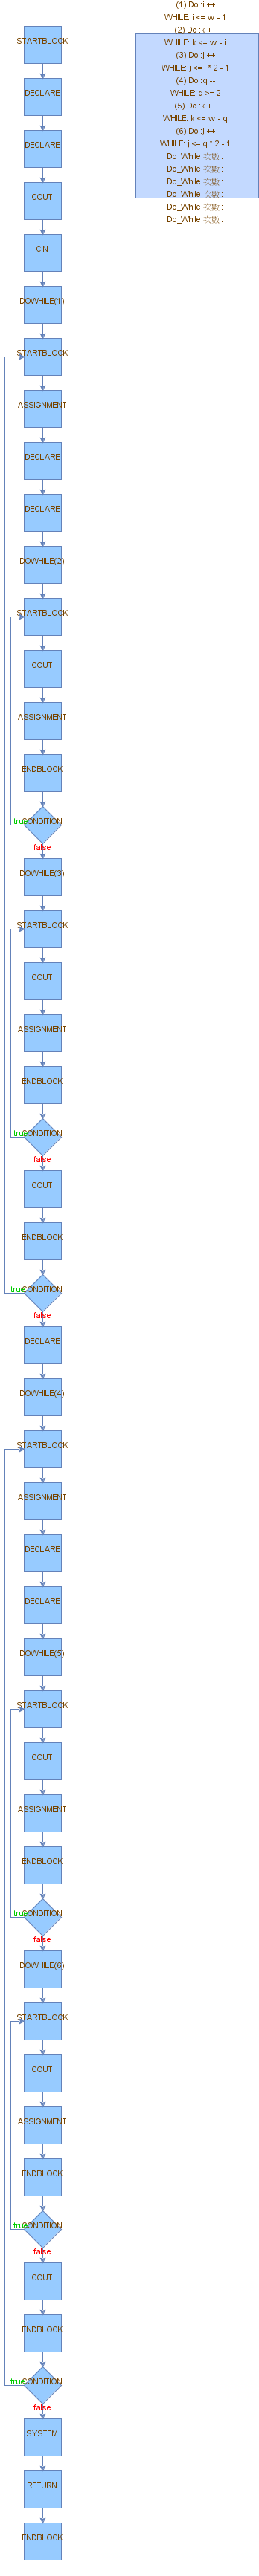 (1) Do :i ++
WHILE: i <= w - 1
(2) Do :k ++
WHILE: k <= w - i
(3) Do :j ++
WHILE: j <= i * 2 - 1
(4) Do :q --
WHILE: q >= 2
(5) Do :k ++
WHILE: k <= w - q
(6) Do :j ++
WHILE: j <= q * 2 - 1
Do_While 次數 :
Do_While 次數 :
Do_While 次數 :
Do_While 次數 :
Do_While 次數 :
Do_While 次數 :
STARTBLOCK
DECLARE
DECLARE
COUT
CIN
DOWHILE(1)
STARTBLOCK
ASSIGNMENT
DECLARE
DECLARE
DOWHILE(2)
STARTBLOCK
COUT
ASSIGNMENT
ENDBLOCK
true CONDITION
false
DOWHILE(3)
STARTBLOCK
COUT
ASSIGNMENT
ENDBLOCK
true CONDITION
false
COUT
ENDBLOCK
true CONDITION
false
DECLARE
DOWHILE(4)
STARTBLOCK
ASSIGNMENT
DECLARE
DECLARE
DOWHILE(5)
STARTBLOCK
COUT
ASSIGNMENT
ENDBLOCK
true CONDITION
false
DOWHILE(6)
STARTBLOCK
COUT
ASSIGNMENT
ENDBLOCK
true CONDITION
false
COUT
ENDBLOCK
true CONDITION
false
SYSTEM
RETURN
ENDBLOCK